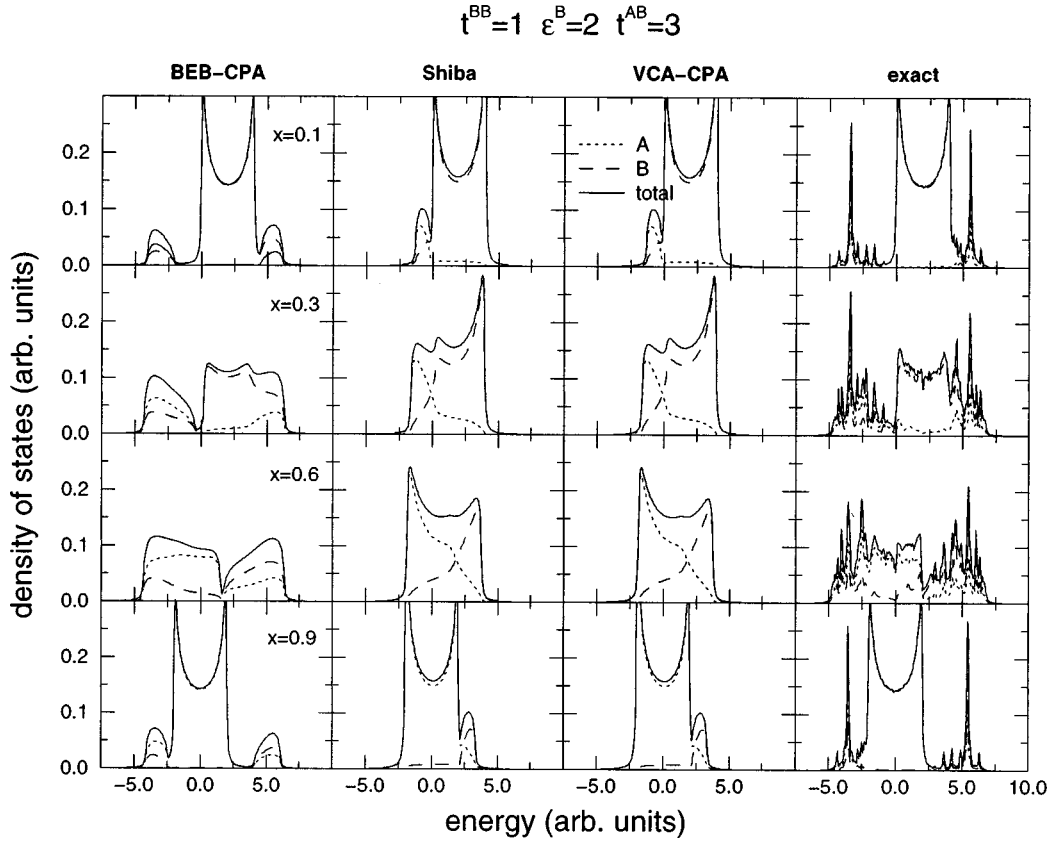 t^BB=1 ε^B=2 t^AB=3
BEB-CPA Shiba VCA-CPA exact
density of states (arb. units)
0.2
0.1
0.0
x=0.1
A
B
total
0.2
0.1
0.0
x=0.3
0.2
0.1
0.0
x=0.6
0.2
0.1
0.0
x=0.9
-5.0 0.0 5.0 -5.0 0.0 5.0 -5.0 0.0 5.0 -5.0 0.0 5.0 10.0
energy (arb. units)